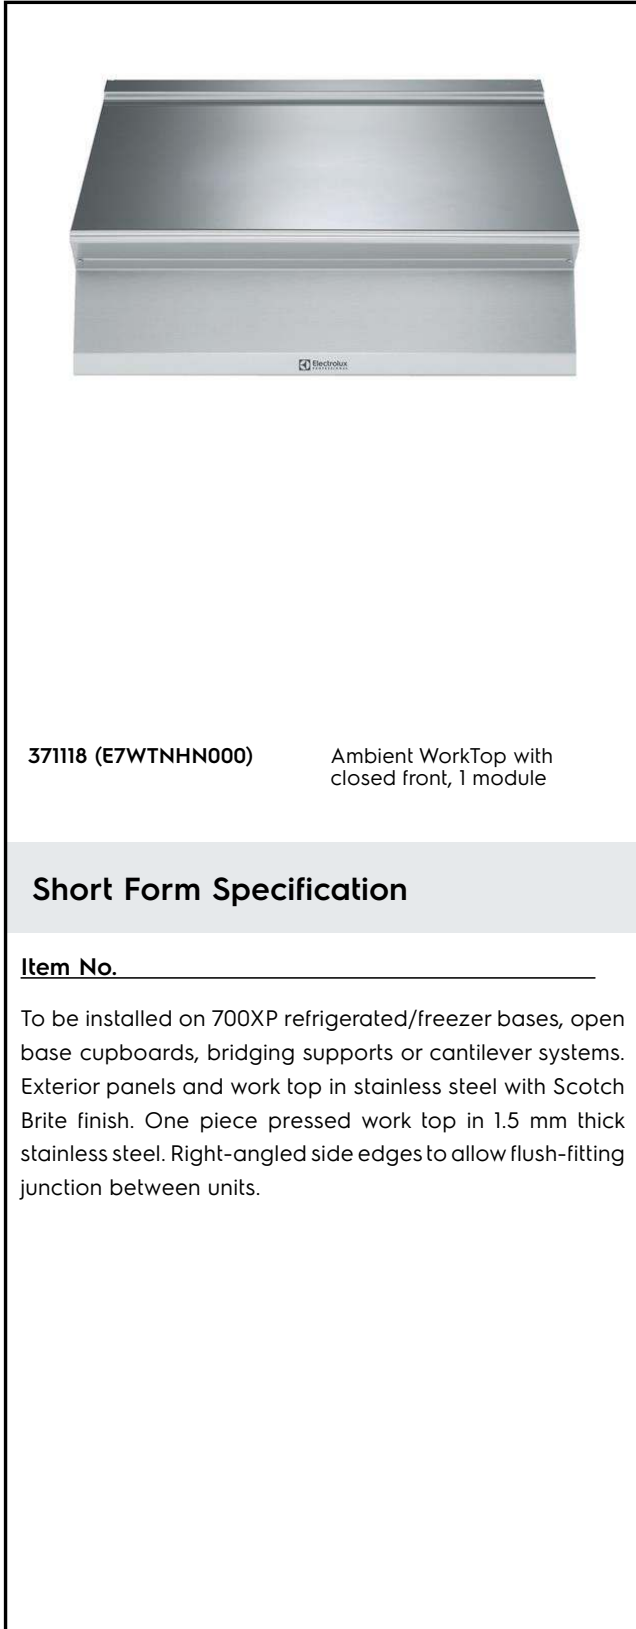 Electrolux
PROFESSIONAL
371118 (E7WTNHN000)
Ambient WorkTop with
closed front, 1 module
Short Form Specification
Item No.
To be installed on 700XP refrigerated/freezer bases, open
base cupboards, bridging supports or cantilever systems.
Exterior panels and work top in stainless steel with Scotch
Brite finish. One piece pressed work top in 1.5 mm thick
stainless steel. Right-angled side edges to allow flush-fitting
junction between units.